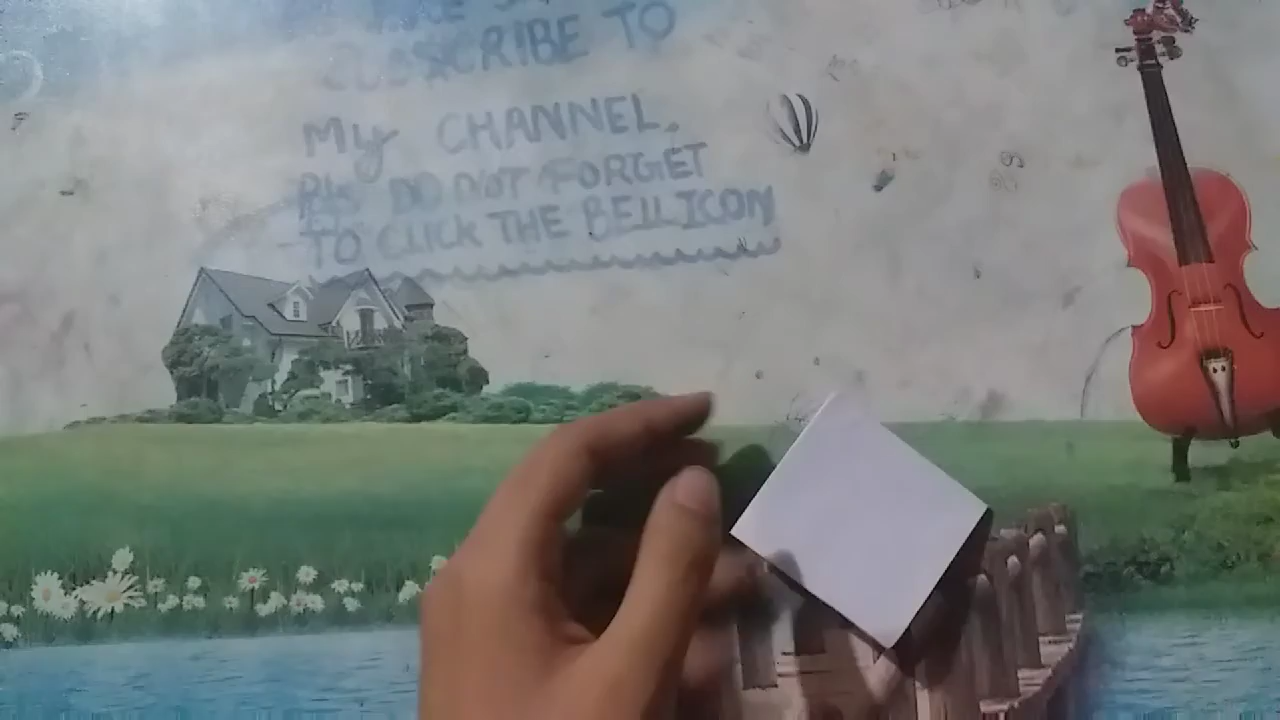 SUBSCRIBE TO
My CHANNEL.
Pls DO NOT FORGET
TO CLICK THE BELL ICON